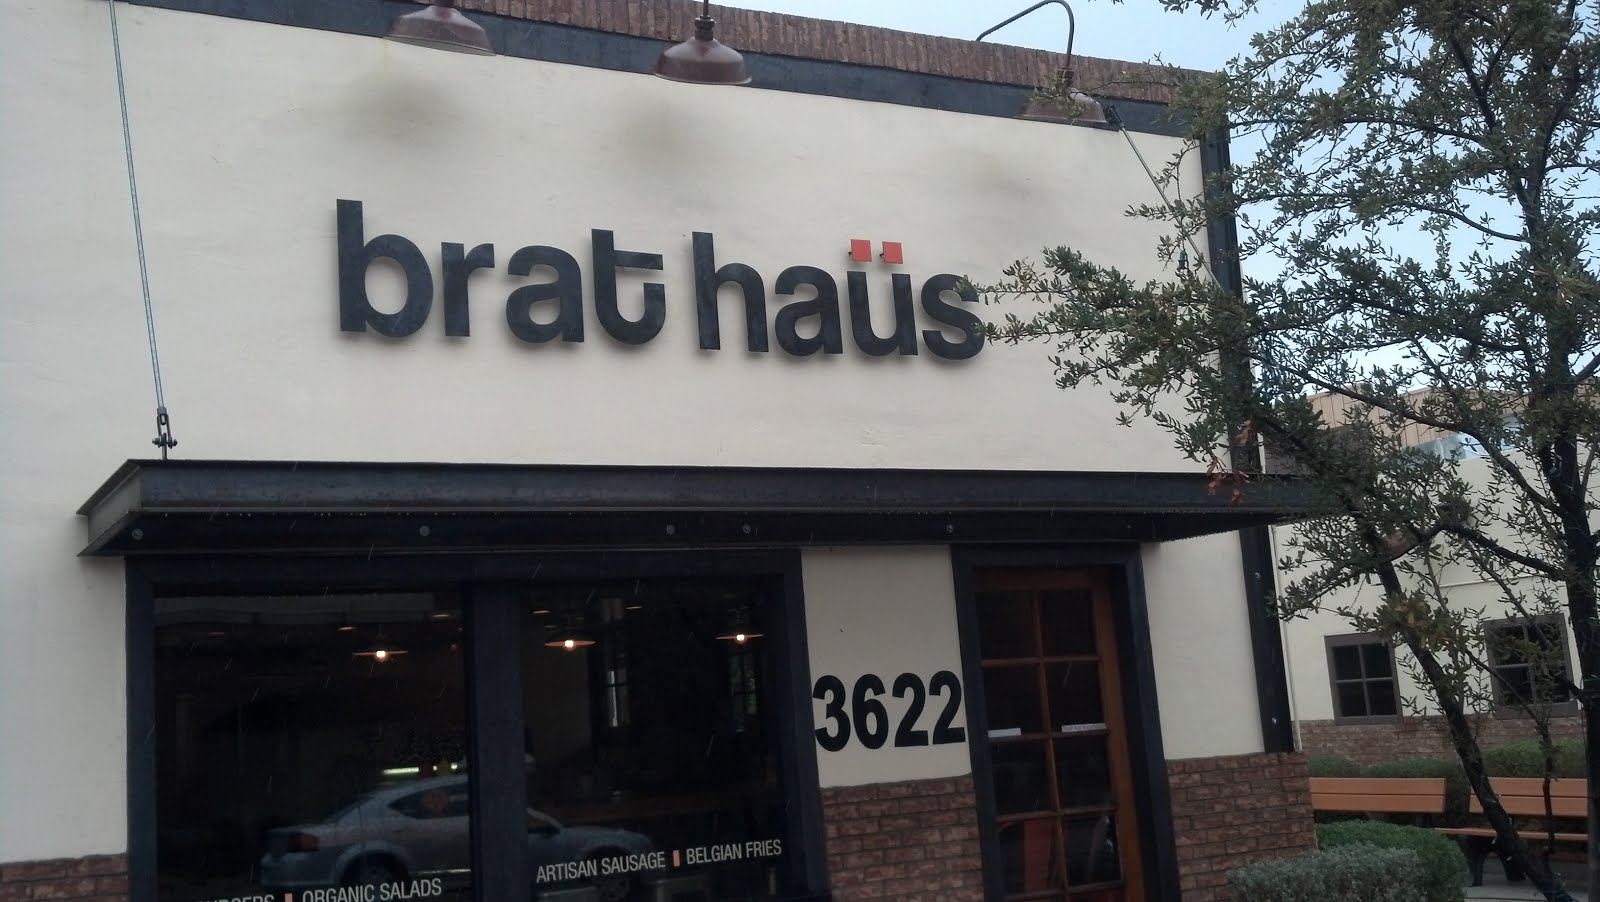 brat haüs
3622
ARTISAN SAUSAGE | BELGIAN FRIES
ORGANIC SALADS